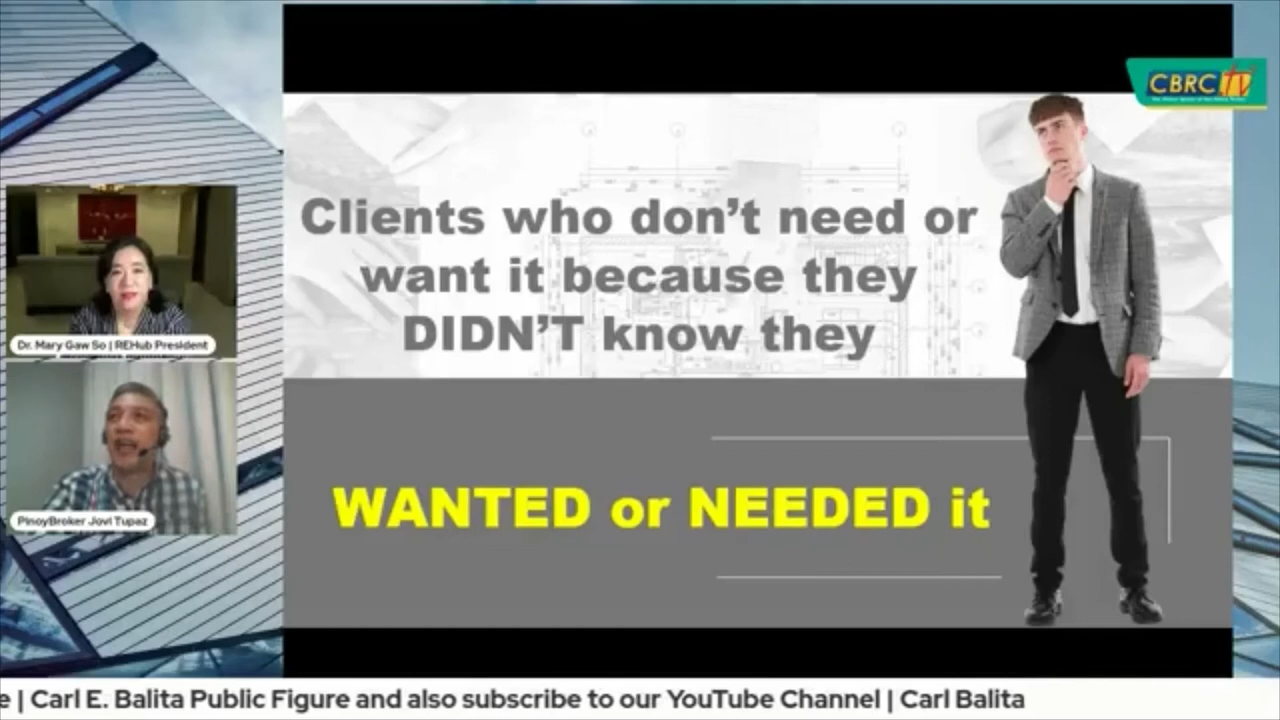 CBRC tv
Clients who don't need or
want it because they
DIDN'T know they
WANTED or NEEDED it
Dr. Mary Gaw So | REHub President
PinoyBroker Jovi Tupaz
e | Carl E. Balita Public Figure and also subscribe to our YouTube Channel | Carl Balita